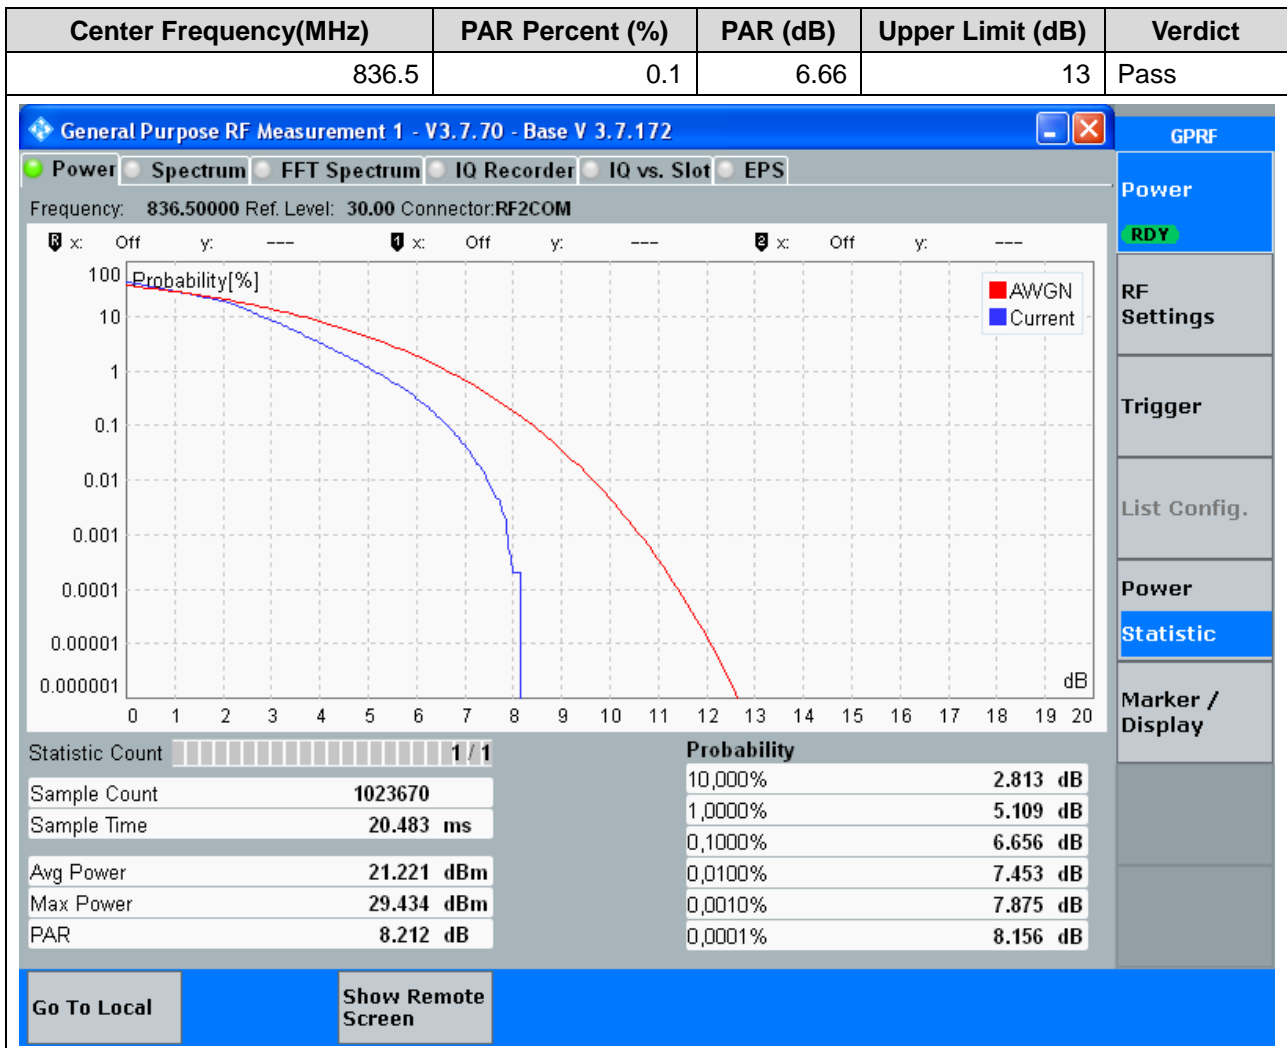 Center Frequency(MHz) PAR Percent (%) PAR (dB) Upper Limit (dB) Verdict
836.5 0.1 6.66 13 Pass
General Purpose RF Measurement 1 - V3.7.70 - Base V 3.7.172
GPRF
Power Spectrum FFT Spectrum IQ Recorder IQ vs. Slot EPS
Power
RDY
Frequency: 836.50000 Ref. Level: 30.00 Connector:RF2COM
R x: Off y: --- 1 x: Off y: --- 2 x: Off y: ---
Probability[%]
AWGN
Current
100
10
1
0.1
0.01
0.001
0.0001
0.00001
0.000001
dB
0 1 2 3 4 5 6 7 8 9 10 11 12 13 14 15 16 17 18 19 20
RF
Settings
Trigger
List Config.
Power
Statistic
Marker /
Display
Statistic Count 1 / 1
Sample Count 1023670
Sample Time 20.483 ms
Avg Power 21.221 dBm
Max Power 29.434 dBm
PAR 8.212 dB
Probability
10,000% 2.813 dB
1,0000% 5.109 dB
0,1000% 6.656 dB
0,0100% 7.453 dB
0,0010% 7.875 dB
0,0001% 8.156 dB
Go To Local
Show Remote
Screen